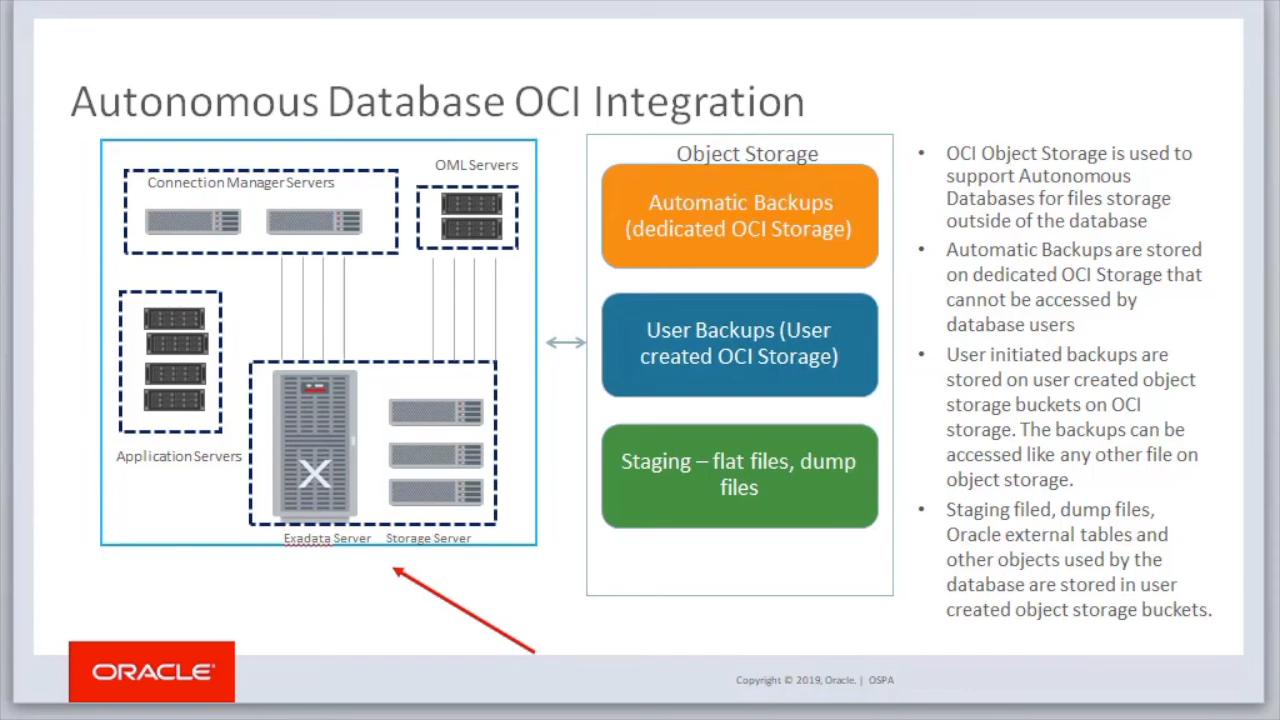 Autonomous Database OCI Integration
Connection Manager Servers
OML Servers
Application Servers
X
Exadata Server
Storage Server
Object Storage
Automatic Backups
(dedicated OCI Storage)
User Backups (User
created OCI Storage)
Staging – flat files, dump
files
• OCI Object Storage is used to
support Autonomous
Databases for files storage
outside of the database
• Automatic Backups are stored
on dedicated OCI Storage that
cannot be accessed by
database users
• User initiated backups are
stored on user created object
storage buckets on OCI
storage. The backups can be
accessed like any other file on
object storage.
• Staging filed, dump files,
Oracle external tables and
other objects used by the
database are stored in user
created object storage buckets.
ORACLE®
Copyright © 2019, Oracle. | OSPA